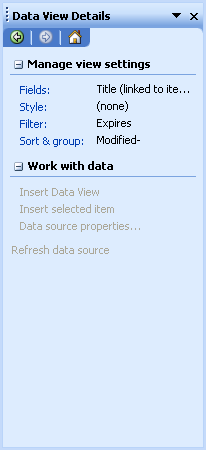 Data View Details
Manage view settings
Fields: Title (linked to ite...
Style: (none)
Filter: Expires
Sort & group: Modified-
Work with data
Insert Data View
Insert selected item
Data source properties...
Refresh data source